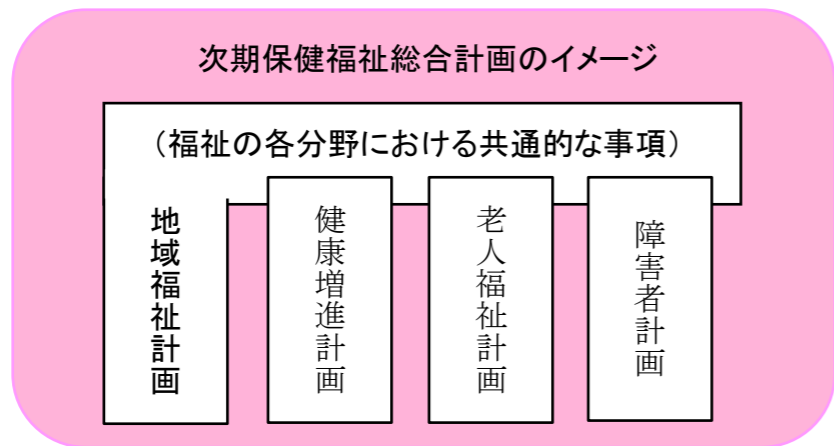 次期保健福祉総合計画のイメージ
（福祉の各分野における共通的な事項）
地域福祉計画
健康増進計画
老人福祉計画
障害者計画